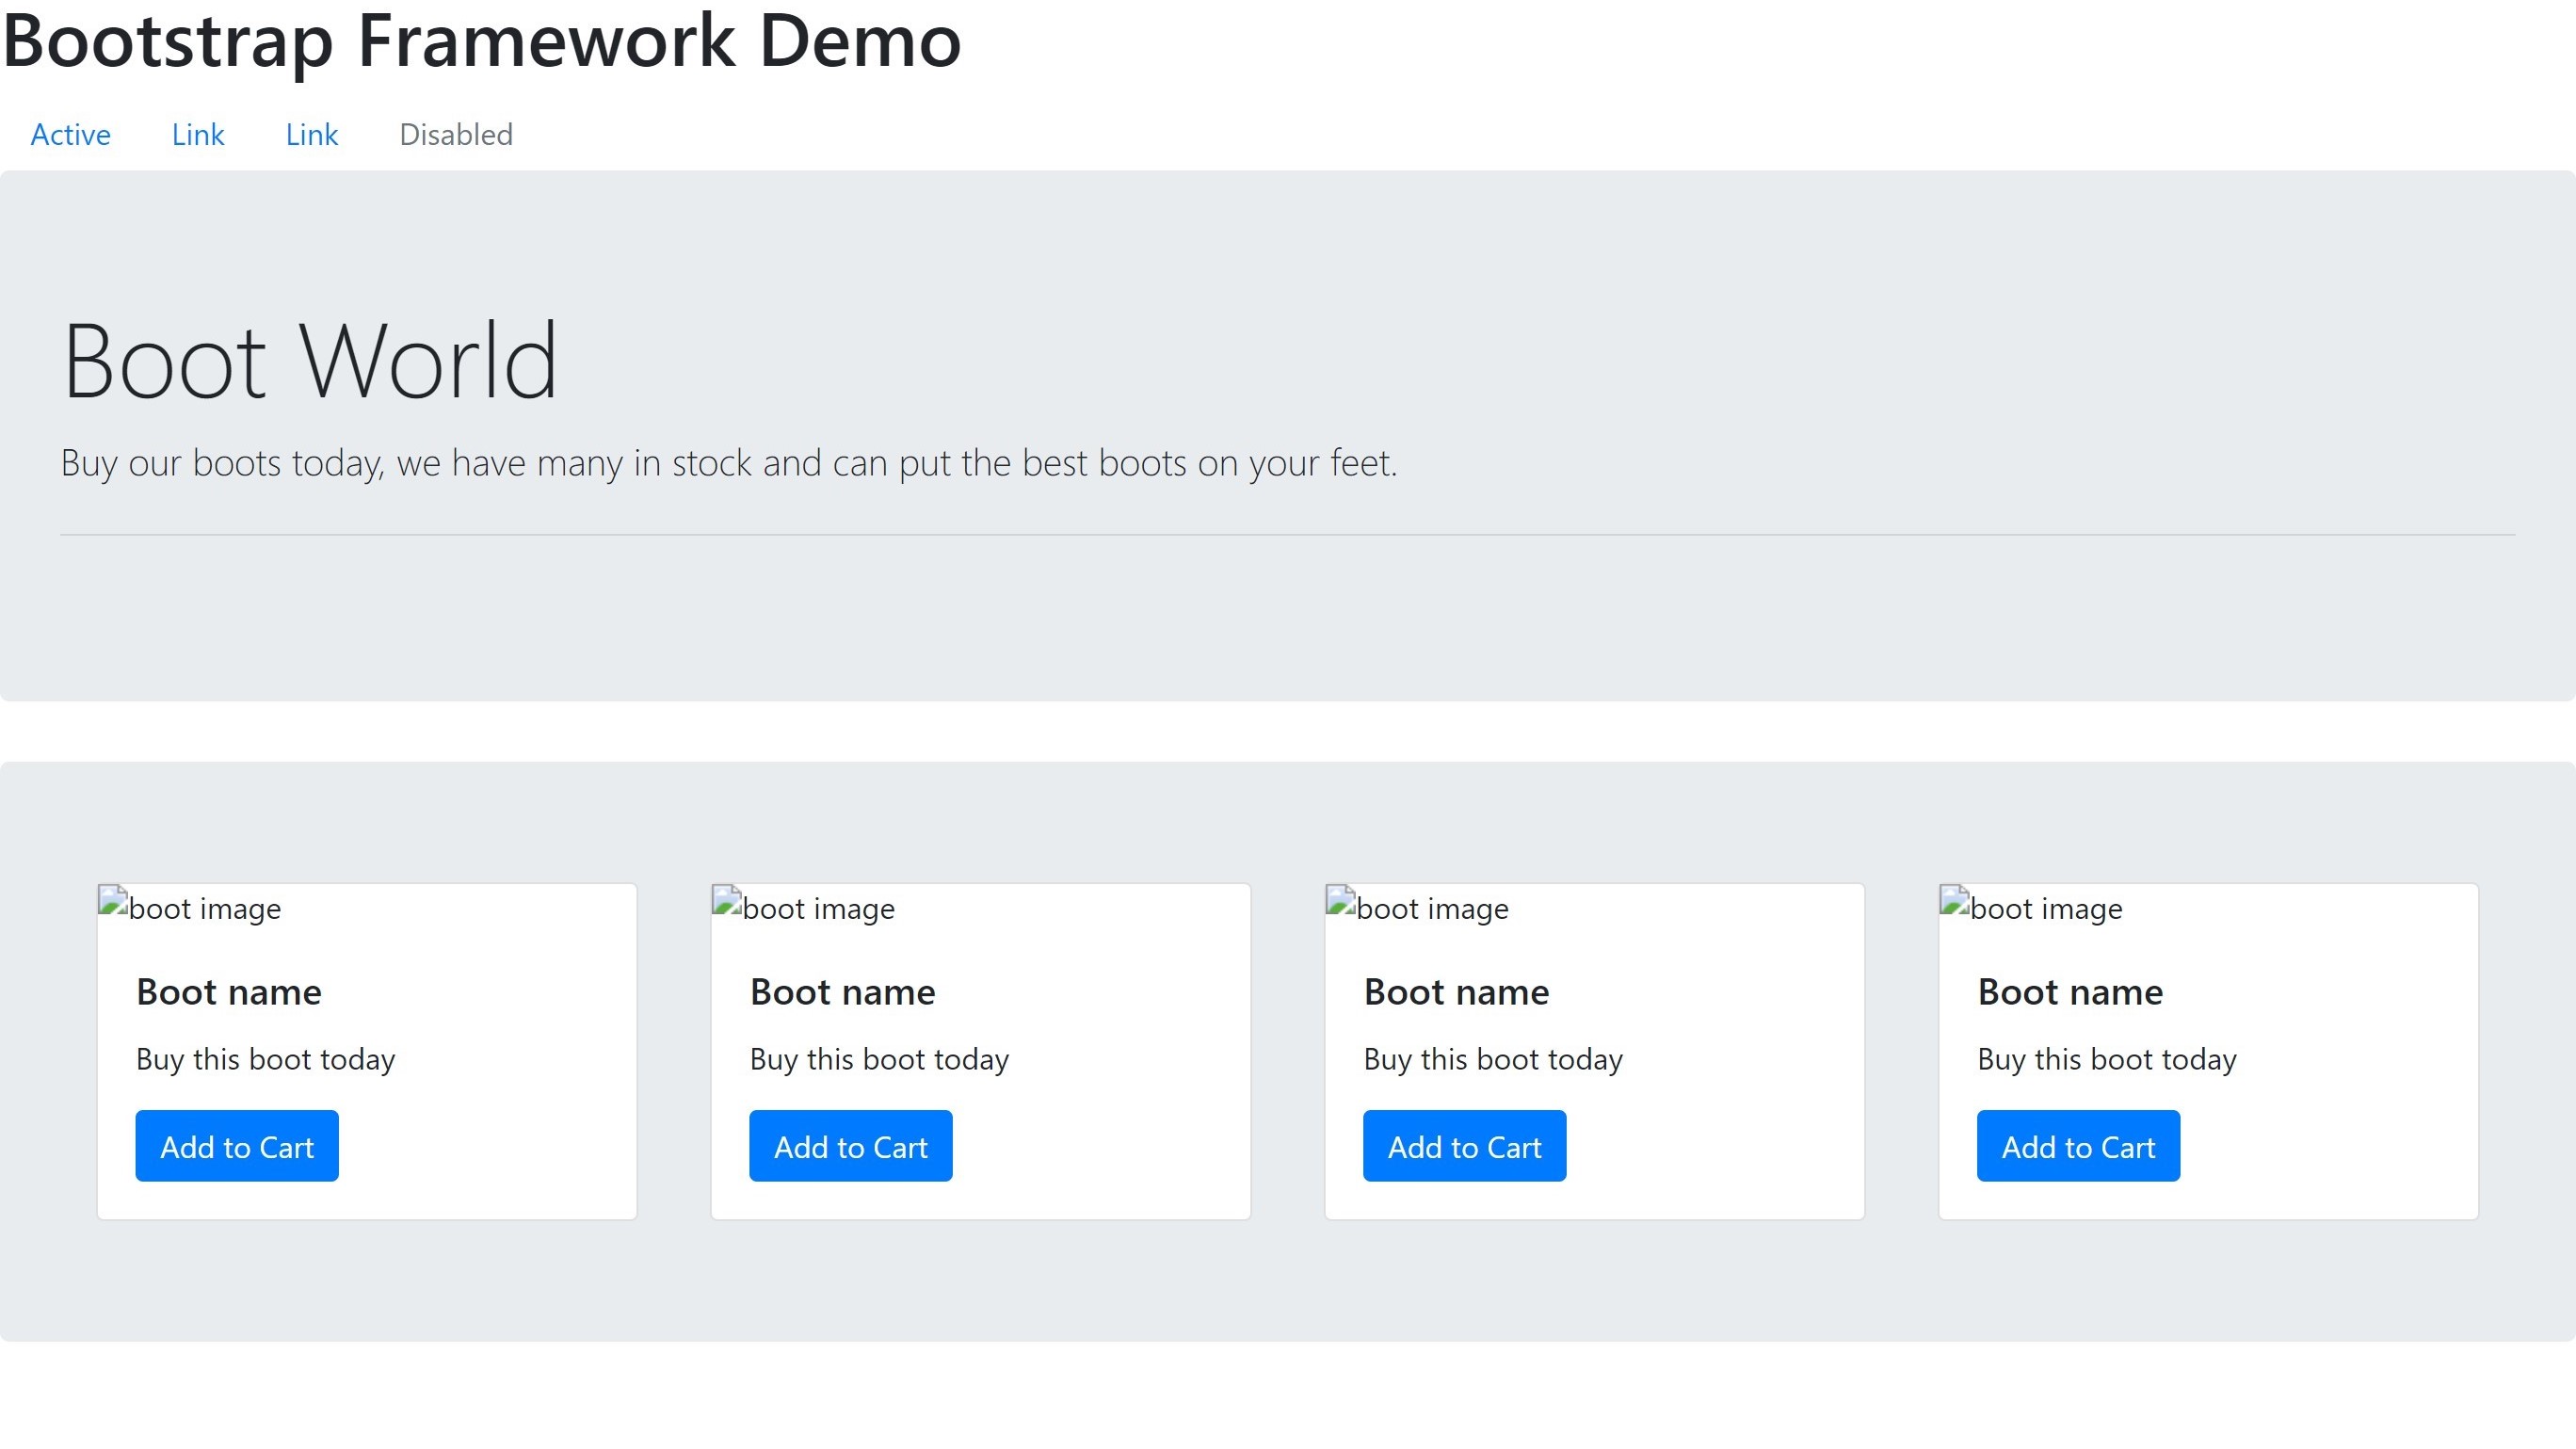 Bootstrap Framework Demo
Active Link Link Disabled
Boot World
Buy our boots today, we have many in stock and can put the best boots on your feet.
boot image boot image boot image boot image
Boot name Boot name Boot name Boot name
Buy this boot today Buy this boot today Buy this boot today Buy this boot today
Add to Cart Add to Cart Add to Cart Add to Cart